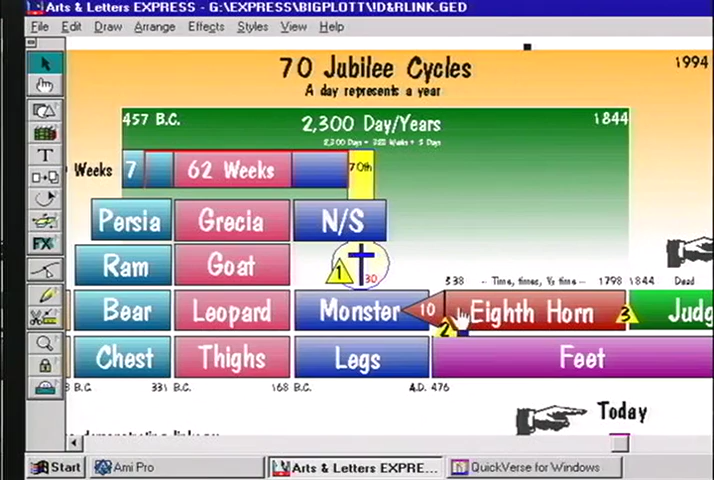 Arts & Letters EXPRESS - G:\EXPRESS\BIGPLOTT\ID&RLINK.GED
File Edit Draw Arrange Effects Styles View Help
70 Jubilee Cycles
1994
A day represents a year
457 B.C.
2,300 Day/Years
1844
Weeks
7
62 Weeks
70th
Persia
Grecia
N/S
Ram
Goat
1
30
538 - Time, times, ½ time - 1798 1844 Dead
Bear
Leopard
Monster
10
Eighth Horn
3
Judg
2
Chest
Thighs
Legs
Feet
B.C.
331 B.C.
168 B.C.
A.D. 476
Today
Start
Ami Pro
Arts & Letters EXPRE...
QuickVerse for Windows